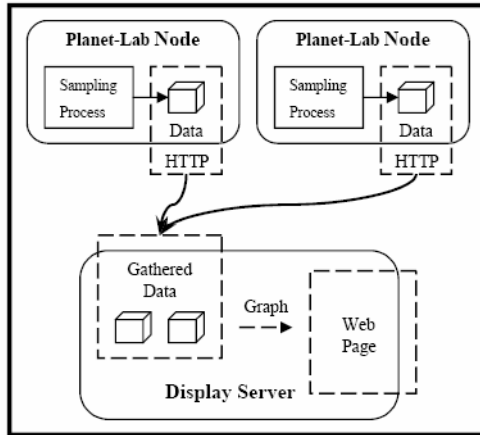 Planet-Lab Node
Sampling
Process
Data
HTTP
Planet-Lab Node
Sampling
Process
Data
HTTP
Gathered
Data
Graph
Web
Page
Display Server